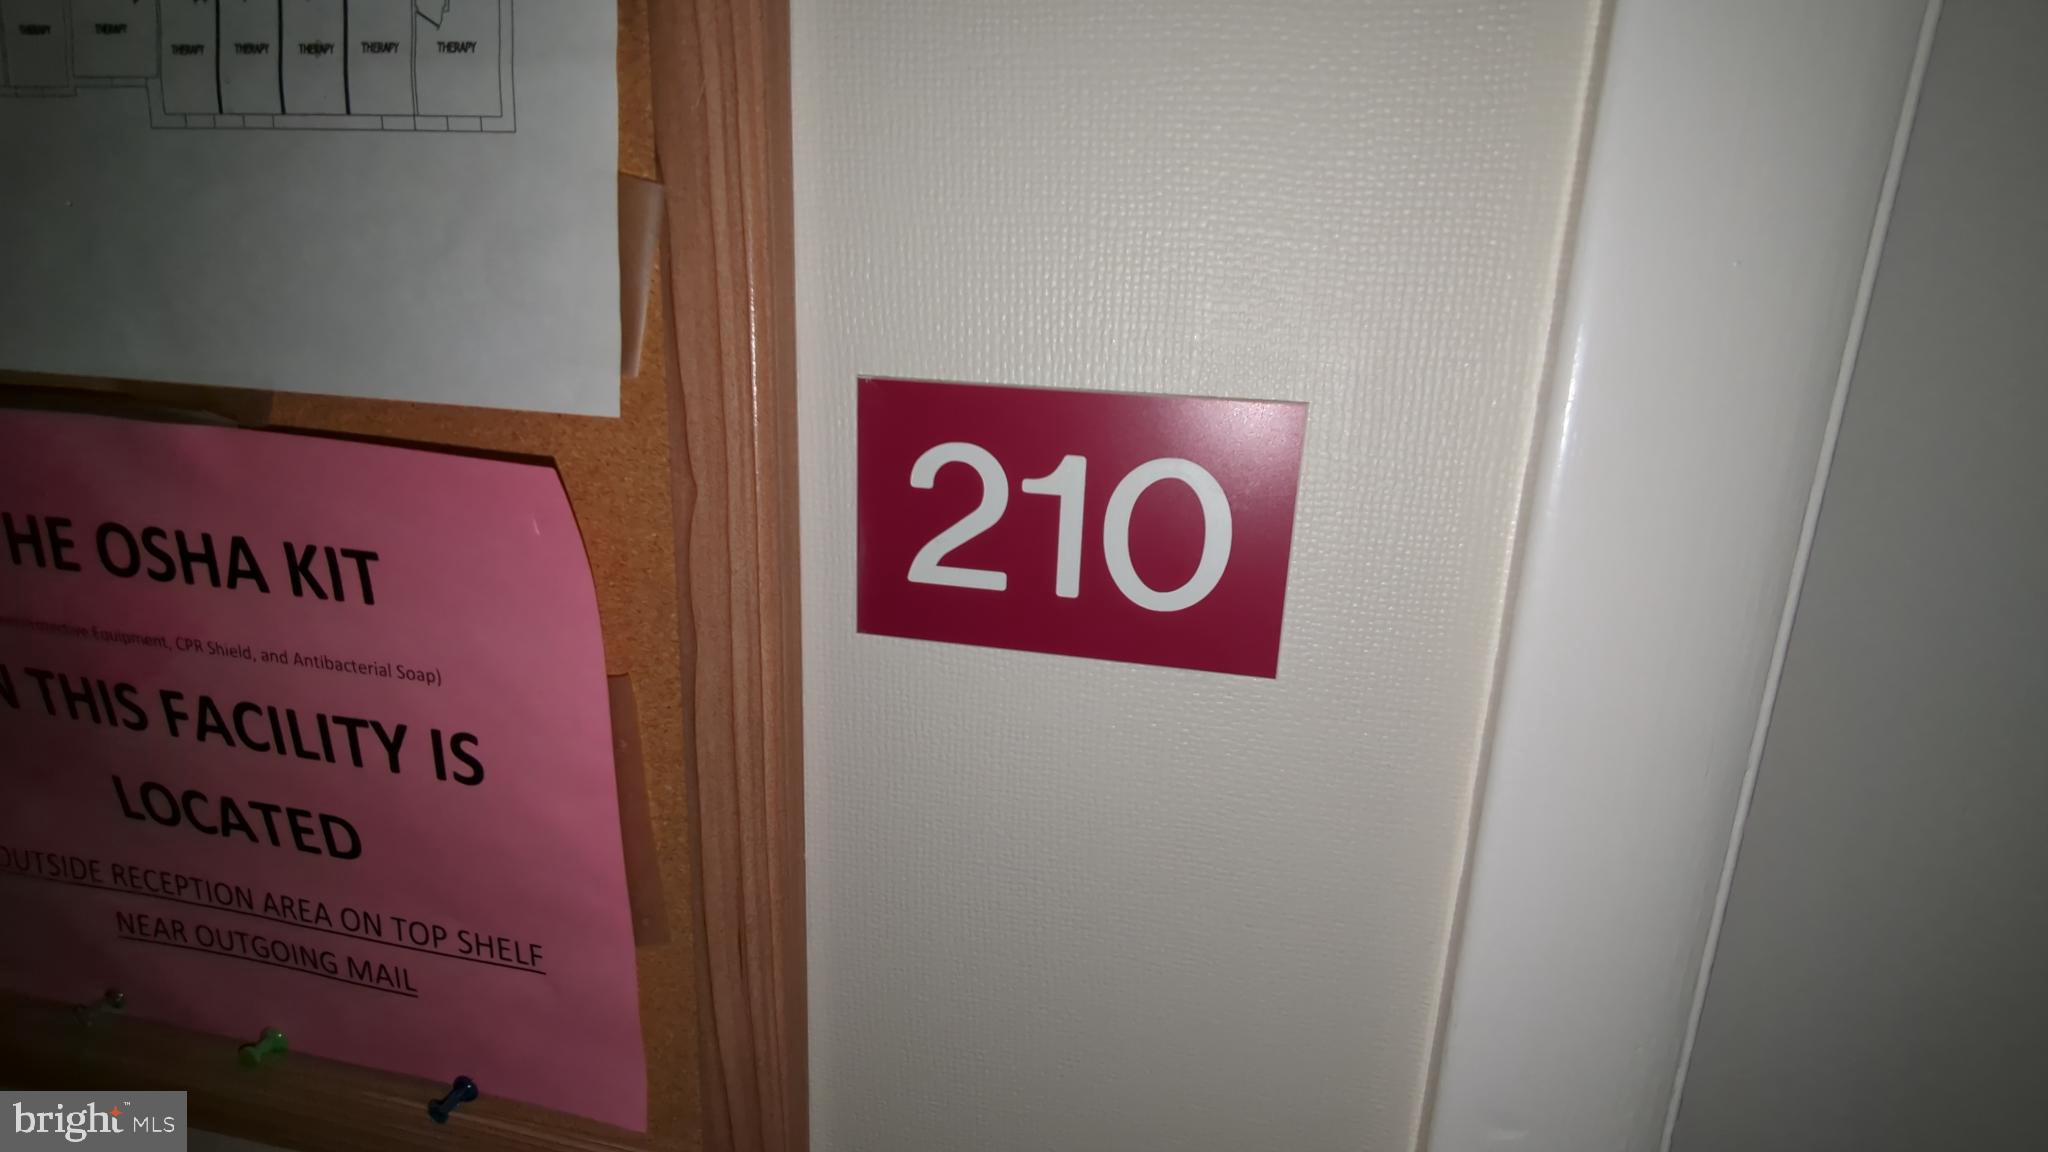 THERAPY THERAPY THERAPY THERAPY THERAPY THERAPY THERAPY
HE OSHA KIT
Equipment, CPR Shield, and Antibacterial Soap)
N THIS FACILITY IS
LOCATED
OUTSIDE RECEPTION AREA ON TOP SHELF
NEAR OUTGOING MAIL
210
bright™ MLS